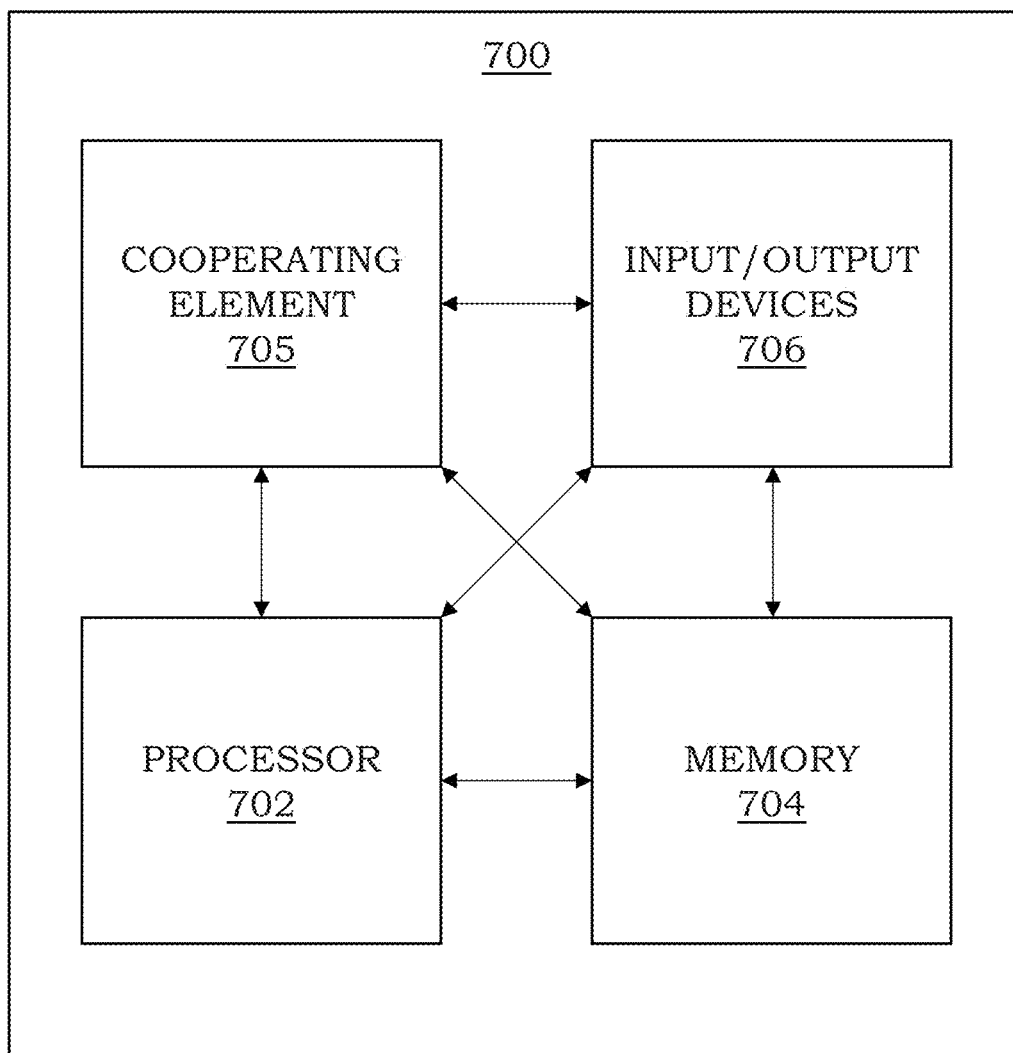 700
COOPERATING
ELEMENT
705
INPUT/OUTPUT
DEVICES
706
PROCESSOR
702
MEMORY
704